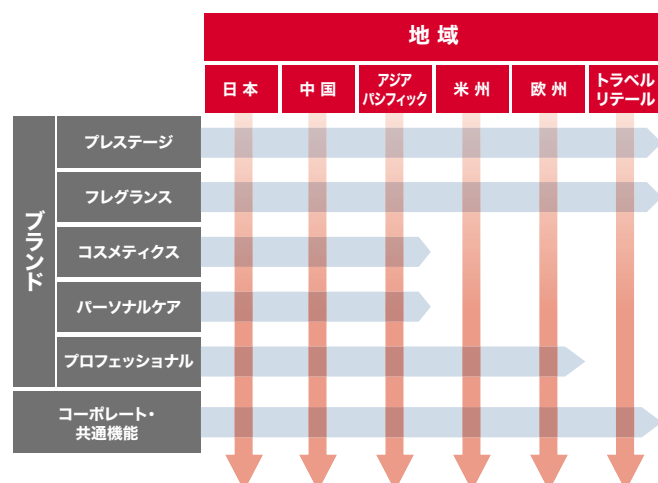 地域
日本
中国
アジア
パシフィック
米州
欧州
トラベル
リテール
ブランド
プレステージ
フレグランス
コスメティクス
パーソナルケア
プロフェッショナル
コーポレート・
共通機能